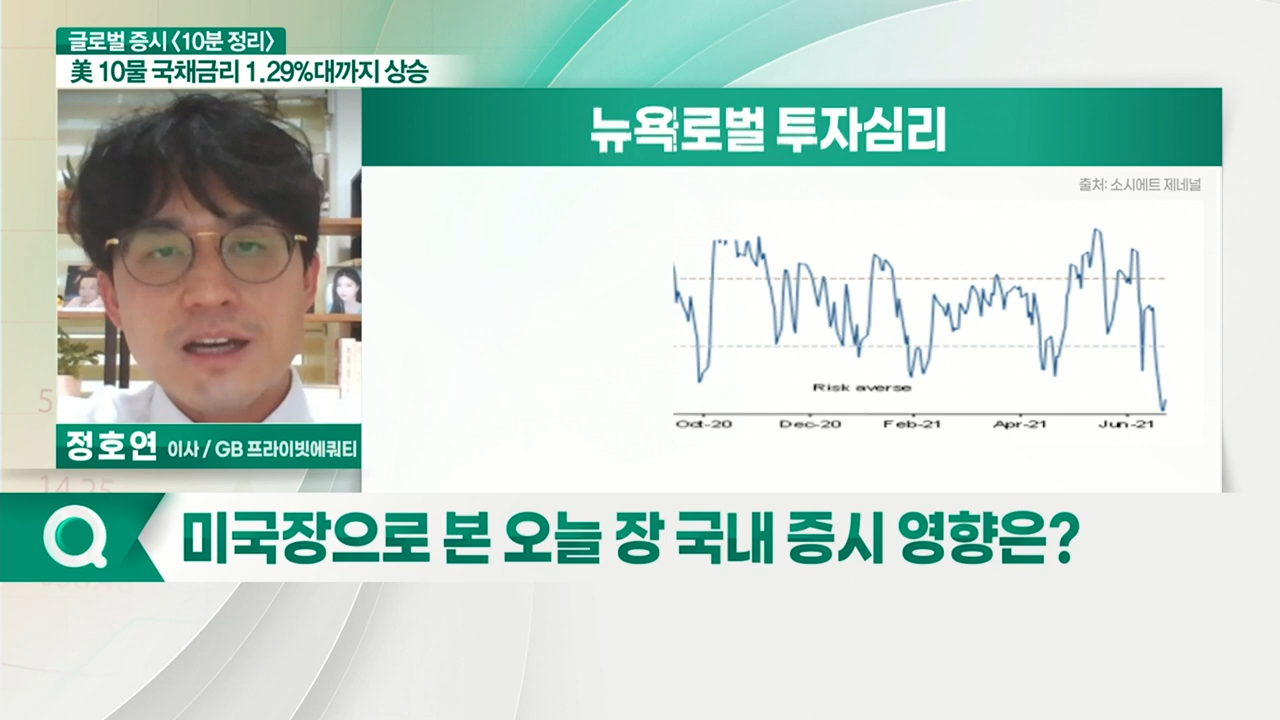 글로벌 증시 <10분 정리>
美 10물 국채금리 1.29%대까지 상승
뉴욕로벌 투자심리
출처: 소시에트 제네널
Risk averse
Oct-20 Dec-20 Feb-21 Apr-21 Jun-21
정호연 이사 / GB 프라이빗에쿼티
Q 미국장으로 본 오늘 장 국내 증시 영향은?